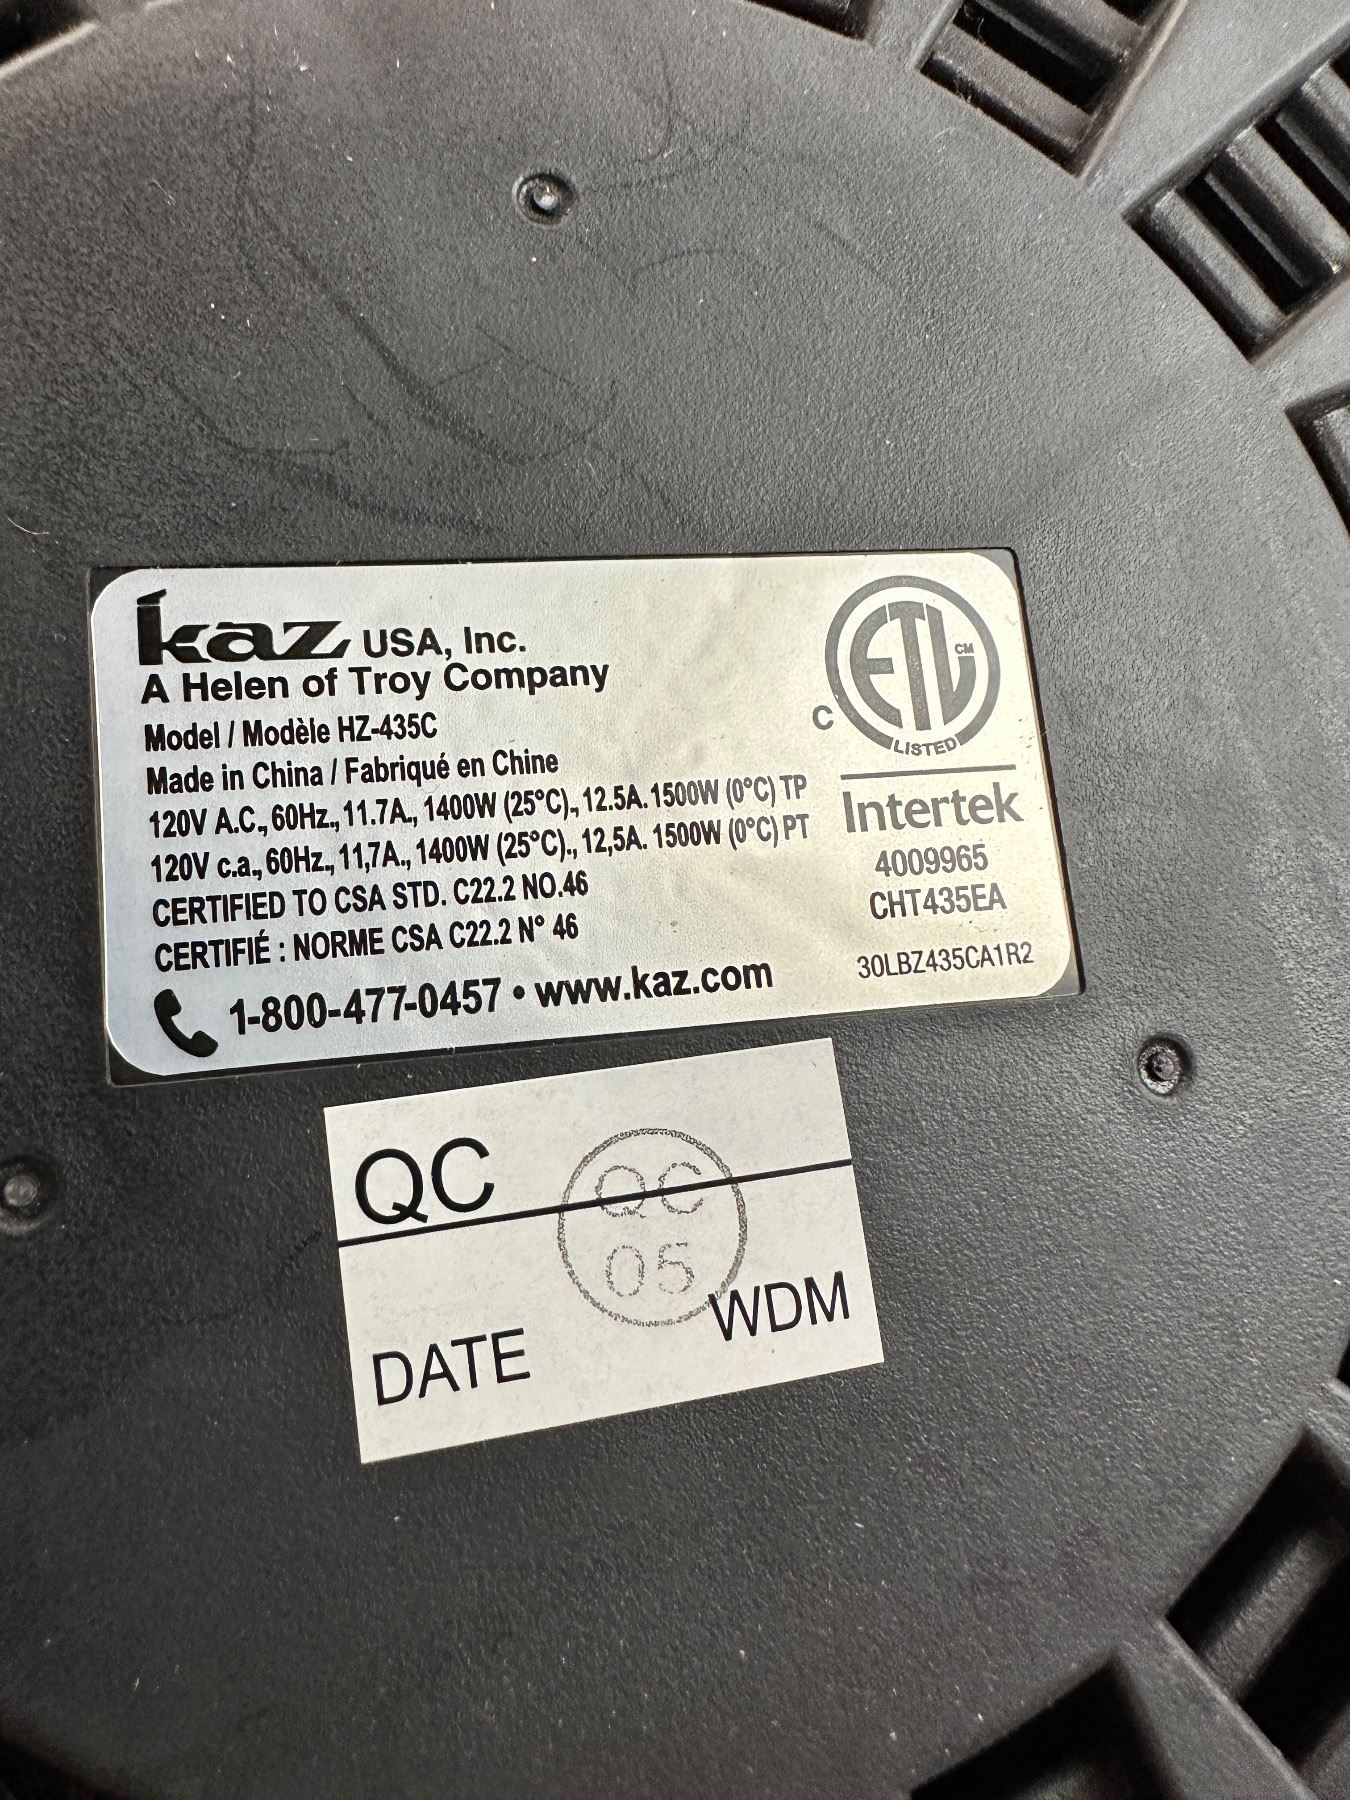 kaz USA, Inc.
A Helen of Troy Company
Model / Modèle HZ-435C
Made in China / Fabriqué en Chine
120V A.C., 60Hz., 11.7A., 1400W (25°C)., 12.5A. 1500W (0°C) TP
120V c.a., 60Hz., 11,7A., 1400W (25°C)., 12,5A. 1500W (0°C) PT
CERTIFIED TO CSA STD. C22.2 NO.46
CERTIFIÉ : NORME CSA C22.2 N° 46
1-800-477-0457 • www.kaz.com
C ETL CM
LISTED
Intertek
4009965
CHT435EA
30LBZ435CA1R2
QC
QC
05
DATE
WDM